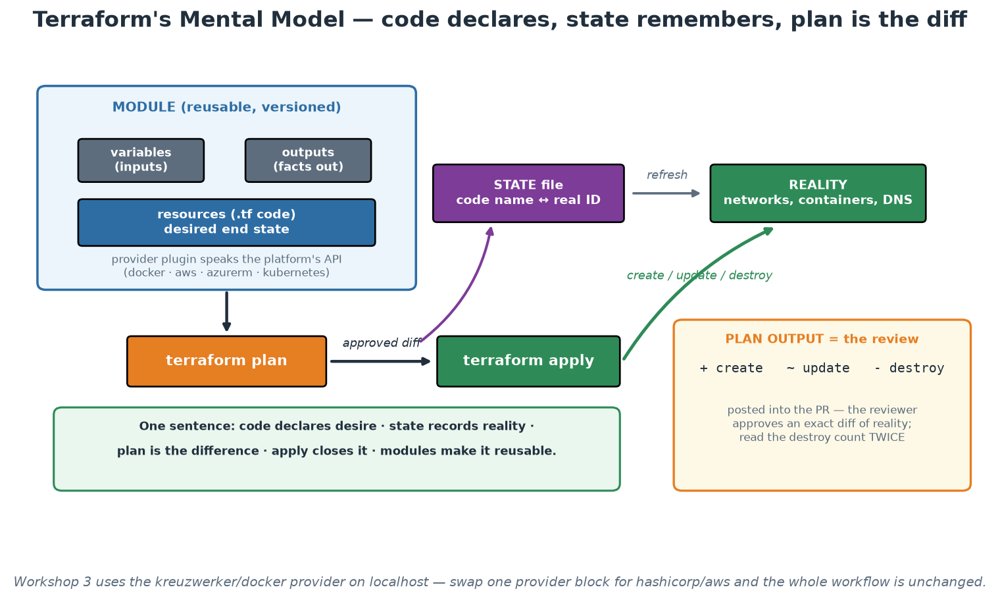 Terraform's Mental Model — code declares, state remembers, plan is the diff
MODULE (reusable, versioned)
variables
(inputs)
outputs
(facts out)
resources (.tf code)
desired end state
provider plugin speaks the platform's API
(docker · aws · azurerm · kubernetes)
STATE file
code name ↔ real ID
refresh
REALITY
networks, containers, DNS
create / update / destroy
terraform plan
approved diff
terraform apply
PLAN OUTPUT = the review
+ create   ~ update   - destroy
posted into the PR — the reviewer
approves an exact diff of reality;
read the destroy count TWICE
One sentence: code declares desire · state records reality ·
plan is the difference · apply closes it · modules make it reusable.
Workshop 3 uses the kreuzwerker/docker provider on localhost — swap one provider block for hashicorp/aws and the whole workflow is unchanged.